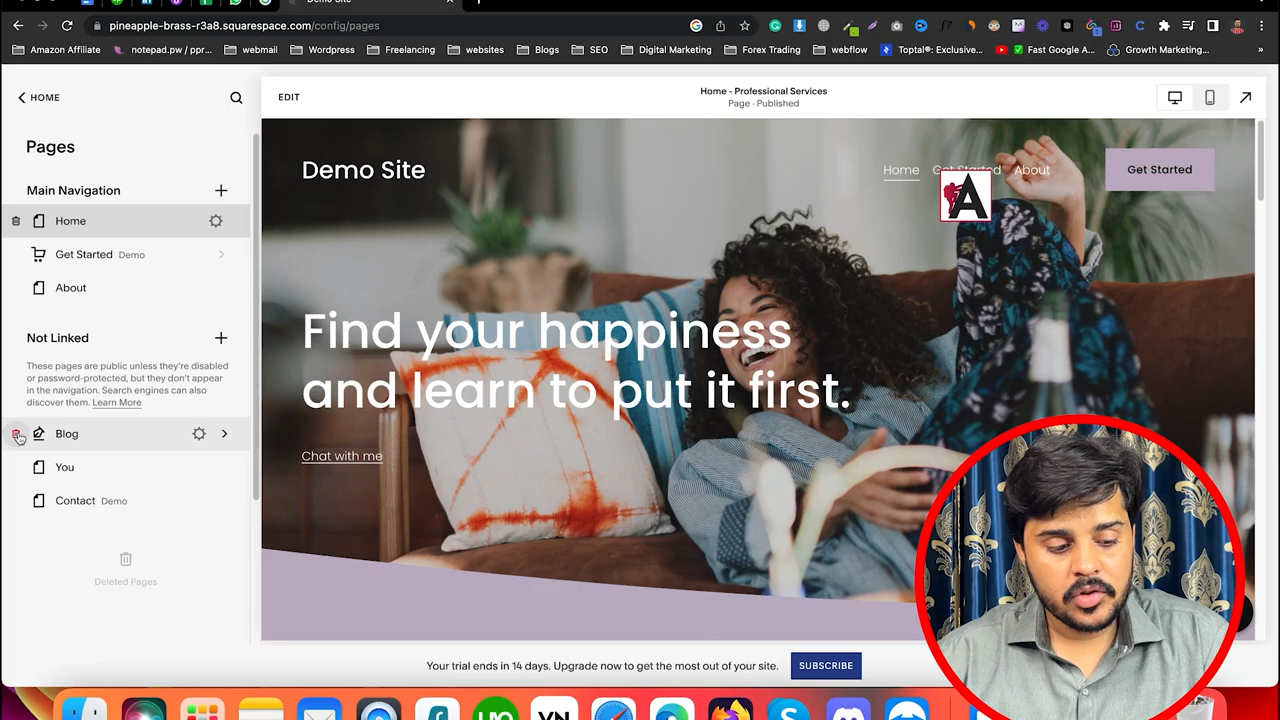 Demo Site
pineapple-brass-r3a8.squarespace.com/config/pages
Amazon Affiliate
notepad.pw / ppr...
webmail
Wordpress
Freelancing
websites
Blogs
SEO
Digital Marketing
Forex Trading
webflow
Toptal®: Exclusive...
Fast Google A...
Growth Marketing...
»
HOME
EDIT
Home - Professional Services
Page · Published
Pages
Main Navigation
Home
Get Started Demo
About
Not Linked
These pages are public unless they're disabled
or password-protected, but they don't appear
in the navigation. Search engines can also
discover them. Learn More
Blog
You
Contact Demo
Deleted Pages
Demo Site
Home
Get Started
About
Get Started
A
Find your happiness
and learn to put it first.
Chat with me
Your trial ends in 14 days. Upgrade now to get the most out of your site.
SUBSCRIBE